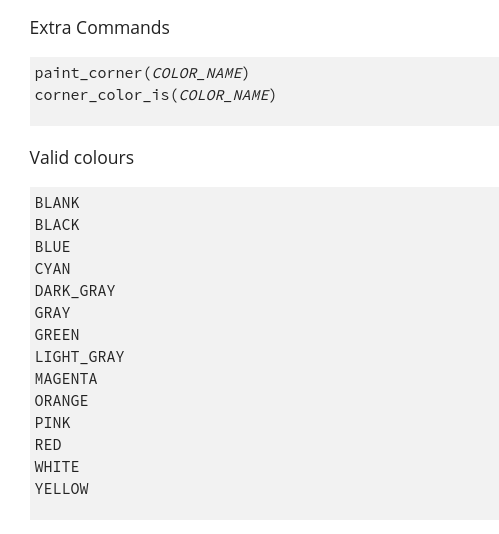 Extra Commands
paint_corner(COLOR_NAME)
corner_color_is(COLOR_NAME)
Valid colours
BLANK
BLACK
BLUE
CYAN
DARK_GRAY
GRAY
GREEN
LIGHT_GRAY
MAGENTA
ORANGE
PINK
RED
WHITE
YELLOW